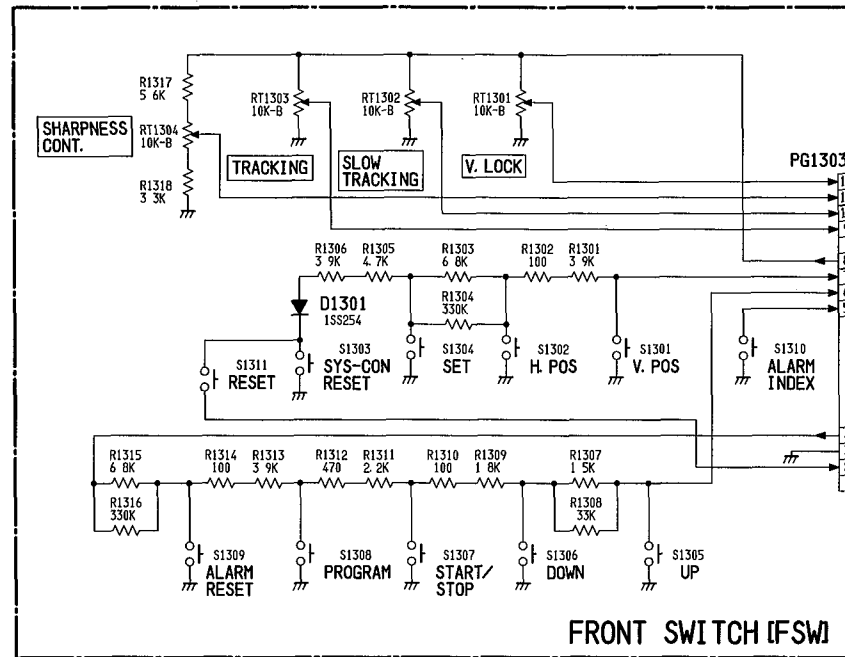 R1317
5 6K
RT1303
10K-B
RT1302
10K-B
RT1301
10K-B
SHARPNESS
CONT.
RT1304
10K-B
TRACKING
SLOW
TRACKING
V. LOCK
PG1303
R1318
3 3K
R1306
3 9K
R1305
4.7K
R1303
6 8K
R1302
100
R1301
3 9K
R1304
330K
D1301
1SS254
S1311
RESET
S1303
SYS-CON
RESET
S1304
SET
S1302
H. POS
S1301
V. POS
S1310
ALARM
INDEX
R1315
6 8K
R1314
100
R1313
3 9K
R1312
470
R1311
2.2K
R1310
100
R1309
1 8K
R1307
1 5K
R1316
330K
R1308
33K
S1309
ALARM
RESET
S1308
PROGRAM
S1307
START/
STOP
S1306
DOWN
S1305
UP
FRONT SWITCH [FSW]